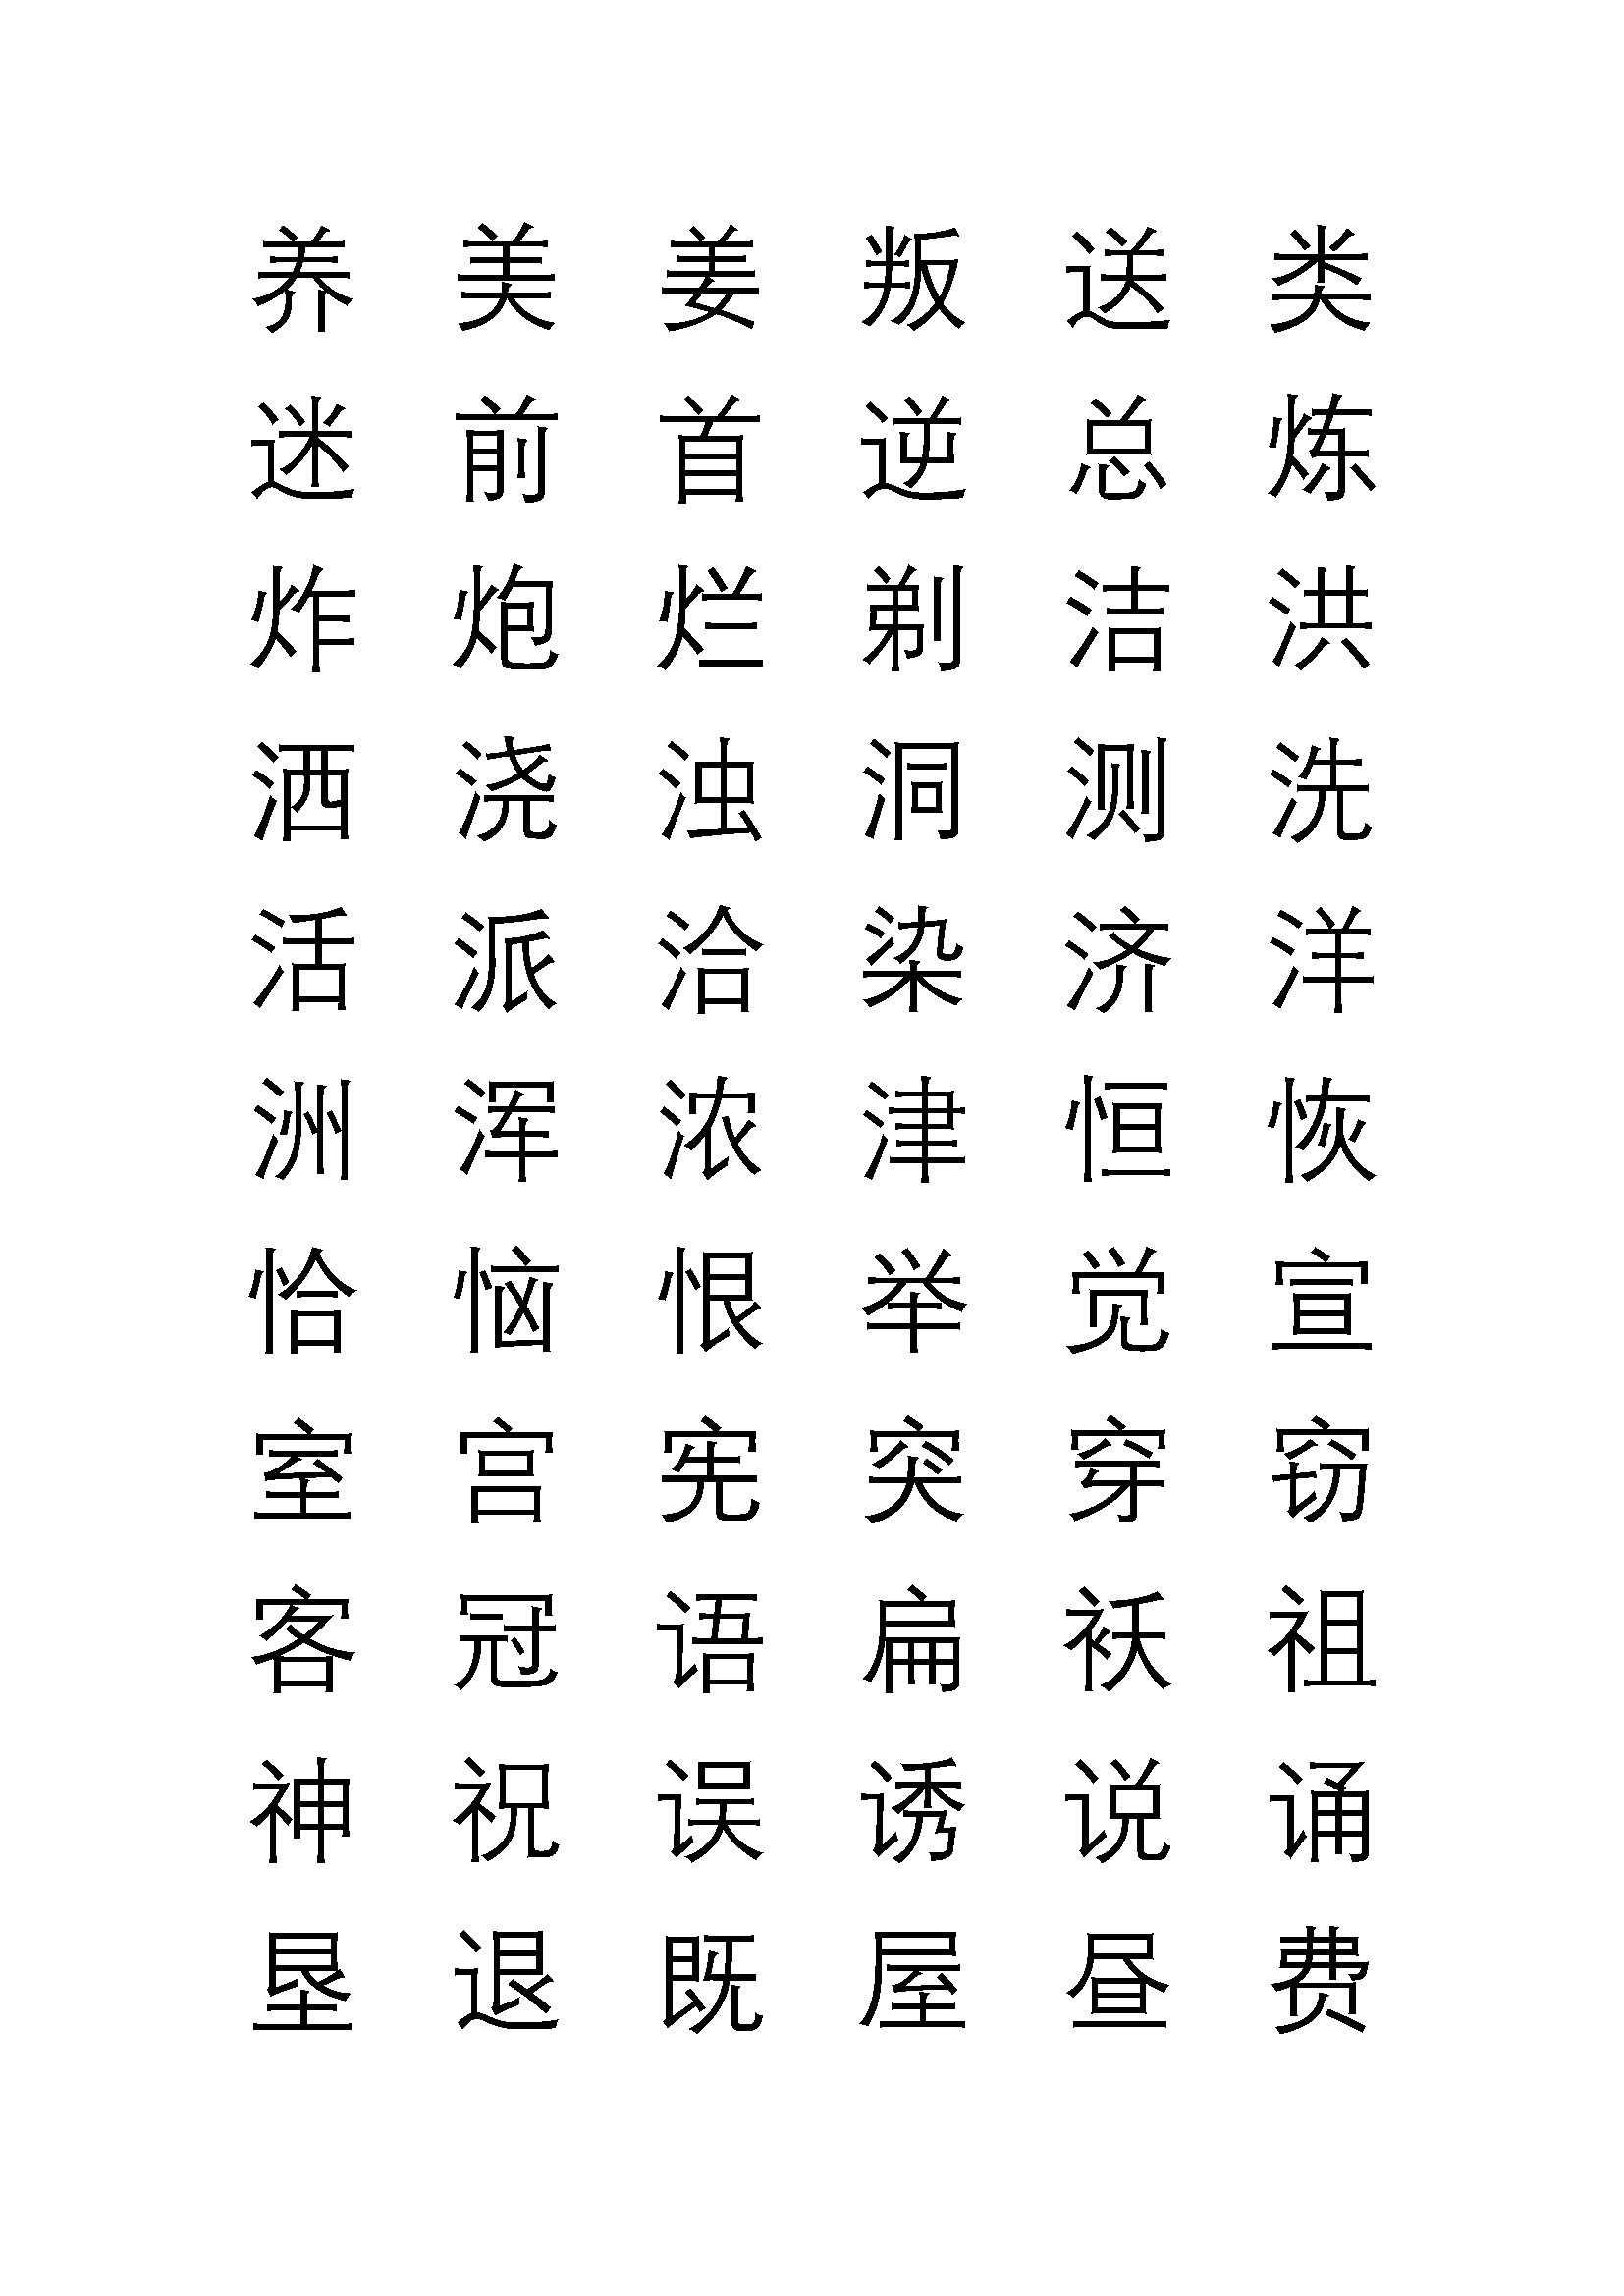 养 美 姜 叛 送 类
迷 前 首 逆 总 炼
炸 炮 烂 剃 洁 洪
洒 浇 浊 洞 测 洗
活 派 洽 染 济 洋
洲 浑 浓 津 恒 恢
恰 恼 恨 举 觉 宣
室 宫 宪 突 穿 窃
客 冠 语 扁 袄 祖
神 祝 误 诱 说 诵
垦 退 既 屋 昼 费